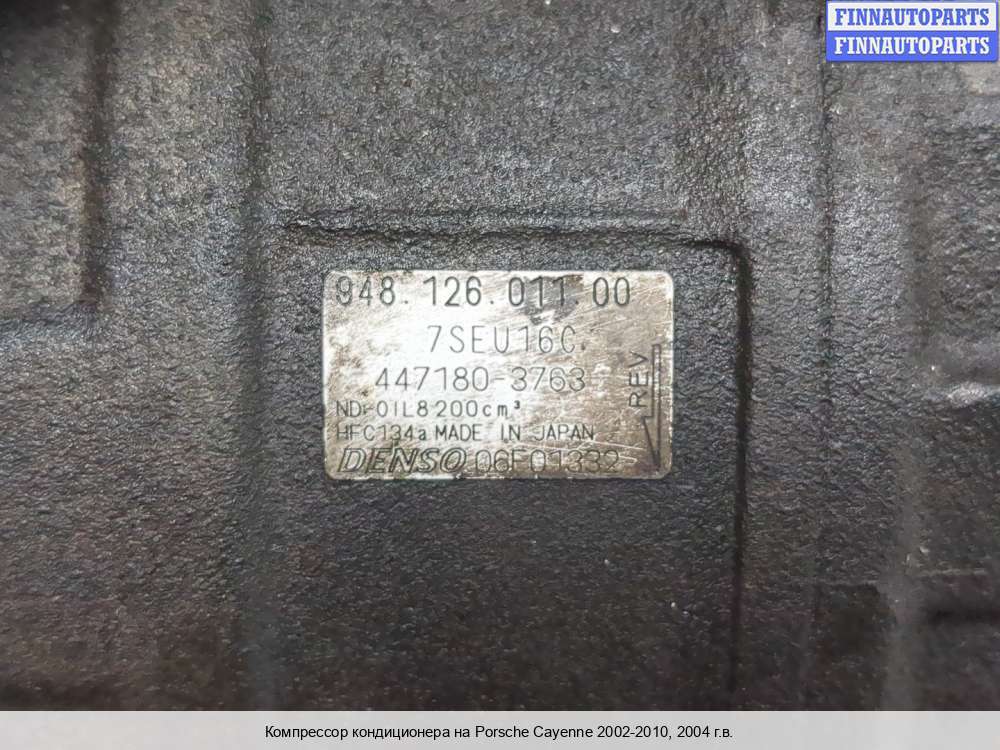 FINNAUTOPARTS
FINNAUTOPARTS
948.126.011.00
7SEU16C
447180-3763
ND-OIL8 200cm³
HFC134a MADE IN JAPAN
DENSO 06F01332
REV
Компрессор кондиционера на Porsche Cayenne 2002-2010, 2004 г.в.